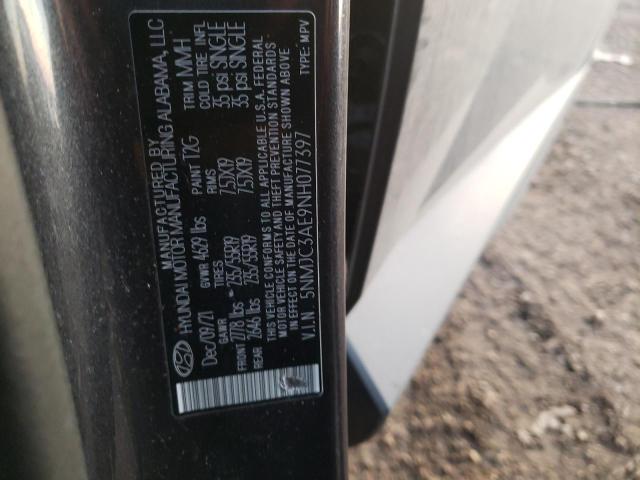 MANUFACTURED BY
HYUNDAI MOTOR MANUFACTURING ALABAMA, LLC
Dec/09/21 GVWR 4629 lbs PAINT T2G TRIM MMH
GAWR TIRES RIMS COLD TIRE INFL
FRONT 2778 lbs 235/55R19 7.5JX19 35 psi SINGLE
REAR 2646 lbs 235/55R19 7.5JX19 35 psi SINGLE
THIS VEHICLE CONFORMS TO ALL APPLICABLE U.S.A. FEDERAL
MOTOR VEHICLE SAFETY AND THEFT PREVENTION STANDARDS
IN EFFECT ON THE DATE OF MANUFACTURE SHOWN ABOVE
V.I.N 5NMJC3AE9NH077397 TYPE: MPV